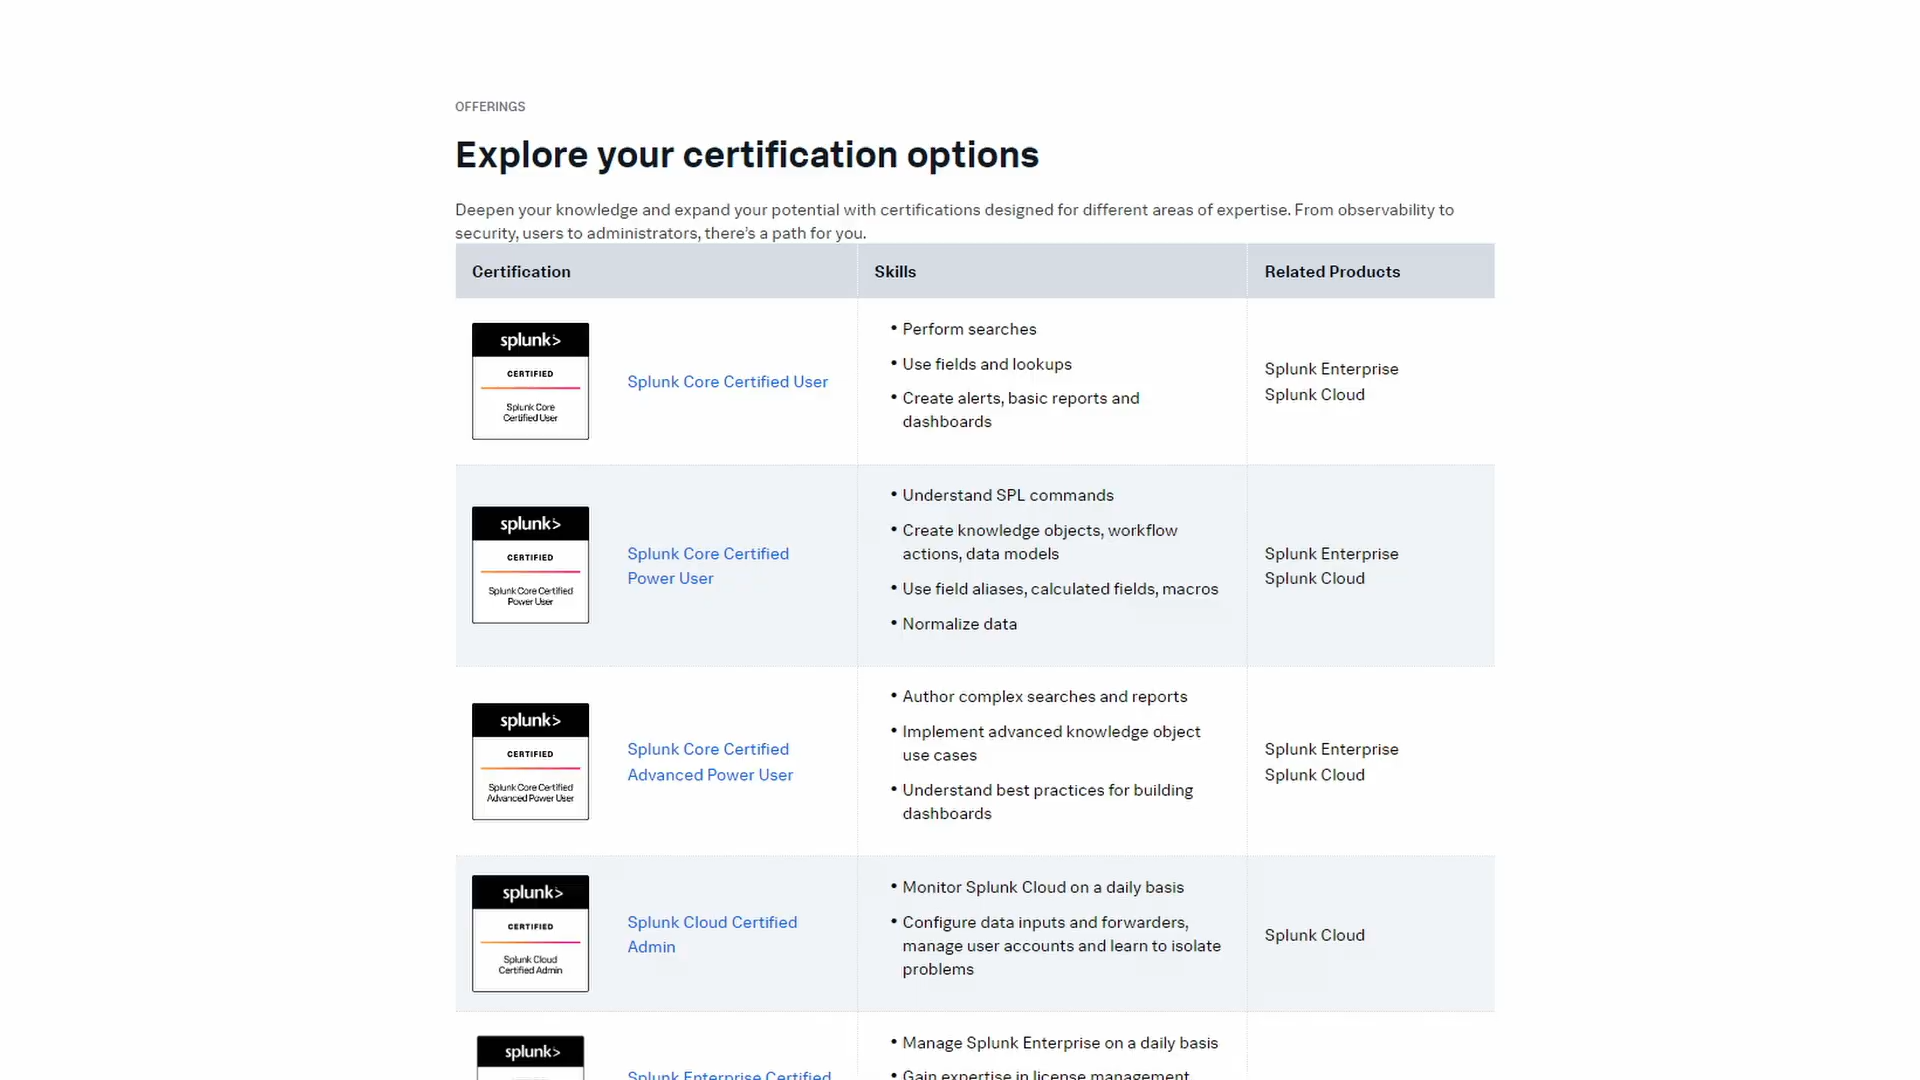 OFFERINGS
Explore your certification options
Deepen your knowledge and expand your potential with certifications designed for different areas of expertise. From observability to
security, users to administrators, there's a path for you.
Certification
Skills
Related Products
splunk>
CERTIFIED
Splunk Core
Certified User
Splunk Core Certified User
• Perform searches
• Use fields and lookups
• Create alerts, basic reports and
dashboards
Splunk Enterprise
Splunk Cloud
splunk>
CERTIFIED
Splunk Core Certified
Power User
Splunk Core Certified
Power User
• Understand SPL commands
• Create knowledge objects, workflow
actions, data models
• Use field aliases, calculated fields, macros
• Normalize data
Splunk Enterprise
Splunk Cloud
splunk>
CERTIFIED
Splunk Core Certified
Advanced Power User
Splunk Core Certified
Advanced Power User
• Author complex searches and reports
• Implement advanced knowledge object
use cases
• Understand best practices for building
dashboards
Splunk Enterprise
Splunk Cloud
splunk>
CERTIFIED
Splunk Cloud
Certified Admin
Splunk Cloud Certified
Admin
• Monitor Splunk Cloud on a daily basis
• Configure data inputs and forwarders,
manage user accounts and learn to isolate
problems
Splunk Cloud
splunk>
Splunk Enterprise Certified
• Manage Splunk Enterprise on a daily basis
• Gain expertise in license management,